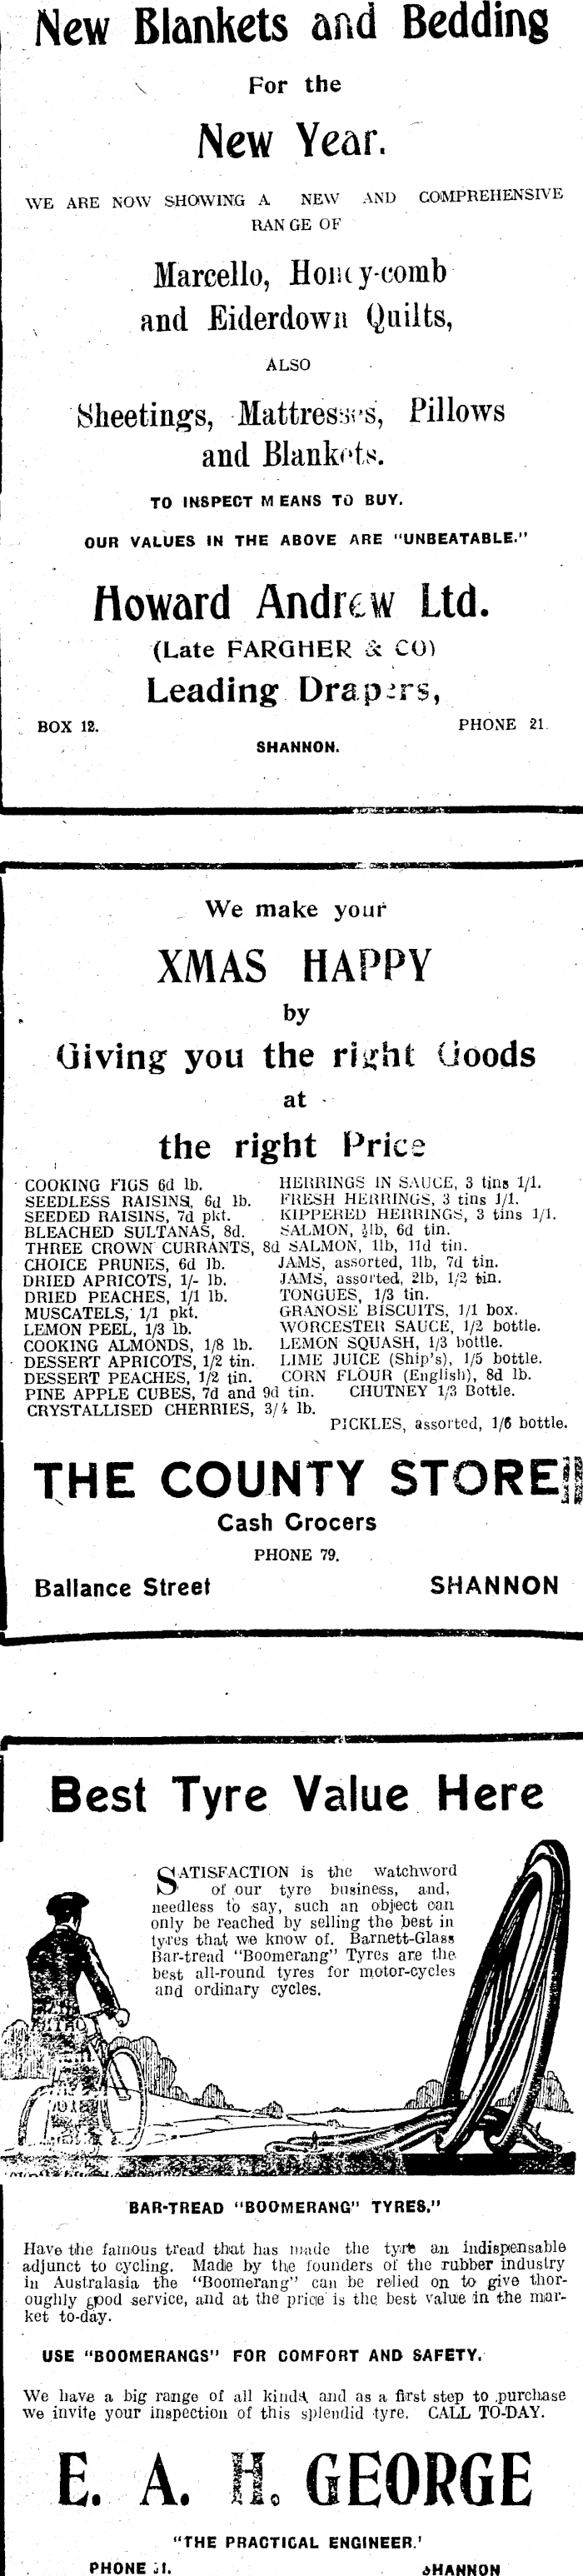 New Blankets and Bedding
For the
New Year.
WE ARE NOW SHOWING A NEW AND COMPREHENSIVE
RANGE OF
Marcello, Honey-comb
and Eiderdown Quilts,
ALSO
Sheetings, Mattresses, Pillows
and Blankets.
TO INSPECT MEANS TO BUY.
OUR VALUES IN THE ABOVE ARE "UNBEATABLE."
Howard Andrew Ltd.
(Late FARGHER & CO)
Leading Drapers,
BOX 12. PHONE 21.
SHANNON.
We make your
XMAS HAPPY
by
Giving you the right Goods
at
the right Price
COOKING FIGS 6d lb. HERRINGS IN SAUCE, 3 tins 1/1.
SEEDLESS RAISINS, 6d lb. FRESH HERRINGS, 3 tins 1/1.
SEEDED RAISINS, 7d pkt. KIPPERED HERRINGS, 3 tins 1/1.
BLEACHED SULTANAS, 8d. SALMON, ½lb, 6d tin.
THREE CROWN CURRANTS, 8d SALMON, 1lb, 11d tin.
CHOICE PRUNES, 6d lb. JAMS, assorted, 1lb, 7d tin.
DRIED APRICOTS, 1/- lb. JAMS, assorted, 2lb, 1/2 tin.
DRIED PEACHES, 1/1 lb. TONGUES, 1/3 tin.
MUSCATELS, 1/1 pkt. GRANOSE BISCUITS, 1/1 box.
LEMON PEEL, 1/3 lb. WORCESTER SAUCE, 1/2 bottle.
COOKING ALMONDS, 1/8 lb. LEMON SQUASH, 1/3 bottle.
DESSERT APRICOTS, 1/2 tin. LIME JUICE (Ship's), 1/5 bottle.
DESSERT PEACHES, 1/2 tin. CORN FLOUR (English), 8d lb.
PINE APPLE CUBES, 7d and 9d tin. CHUTNEY 1/3 Bottle.
CRYSTALLISED CHERRIES, 3/4 lb.
PICKLES, assorted, 1/6 bottle.
THE COUNTY STORE
Cash Grocers
PHONE 79.
Ballance Street SHANNON
Best Tyre Value Here
SATISFACTION is the watchword
of our tyre business, and,
needless to say, such an object can
only be reached by selling the best in
tyres that we know of. Barnett-Glass
Bar-tread "Boomerang" Tyres are the
best all-round tyres for motor-cycles
and ordinary cycles.
BAR-TREAD "BOOMERANG" TYRES."
Have the famous tread that has made the tyre an indispensable
adjunct to cycling. Made by the founders of the rubber industry
in Australasia the "Boomerang" can be relied on to give thor-
oughly good service, and at the price is the best value in the mar-
ket to-day.
USE "BOOMERANGS" FOR COMFORT AND SAFETY.
We have a big range of all kinds, and as a first step to purchase
we invite your inspection of this splendid tyre. CALL TO-DAY.
E. A. H. GEORGE
"THE PRACTICAL ENGINEER.'
PHONE SHANNON